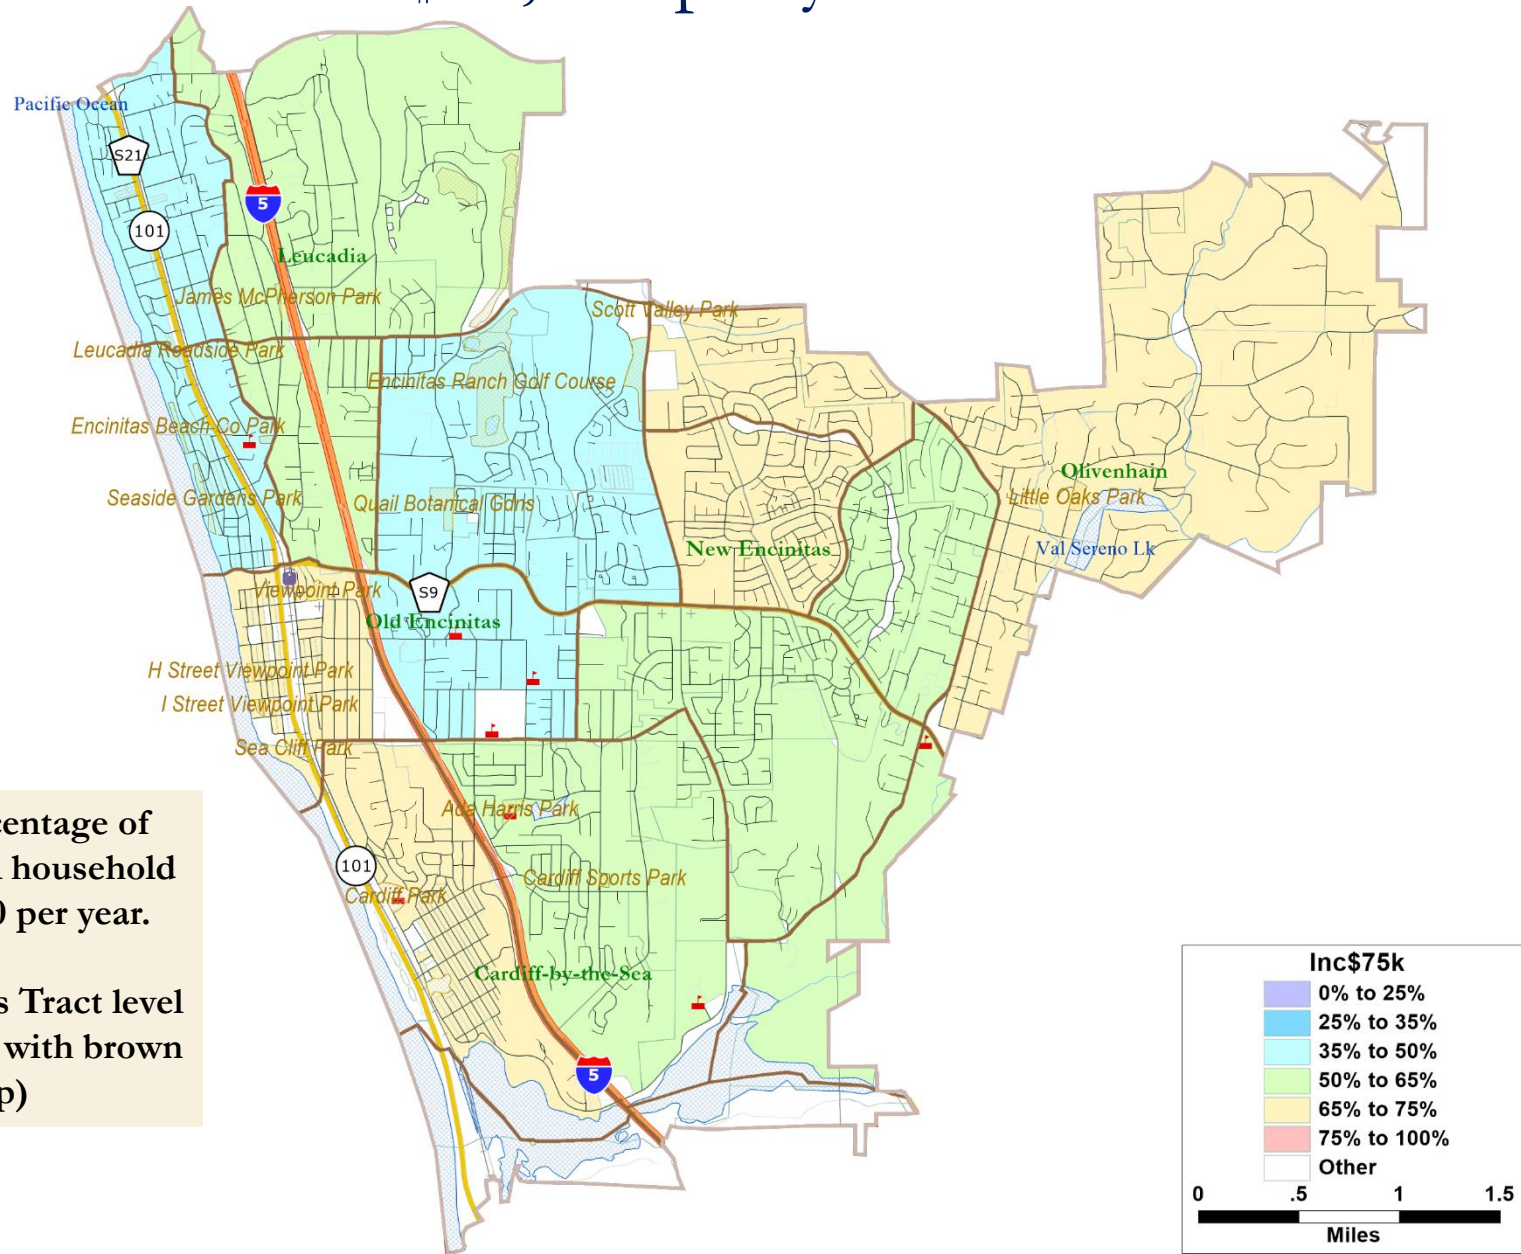 Pacific Ocean
S21
5
101
Leucadia
James McPherson Park
Scott Valley Park
Leucadia Roadside Park
Encinitas Ranch Golf Course
Encinitas Beach Co Park
Olivenhain
Seaside Gardens Park
Quail Botanical Gdns
Little Oaks Park
New Encinitas
Val Sereno Lk
Viewpoint Park
S9
Old Encinitas
H Street Viewpoint Park
I Street Viewpoint Park
Sea Cliff Park
Ada Harris Park
101
Cardiff Sports Park
Cardiff Park
Cardiff-by-the-Sea
5
centage of
household
0 per year.
s Tract level
with brown
p)
Inc$75k
0% to 25%
25% to 35%
35% to 50%
50% to 65%
65% to 75%
75% to 100%
Other
0 .5 1 1.5
Miles